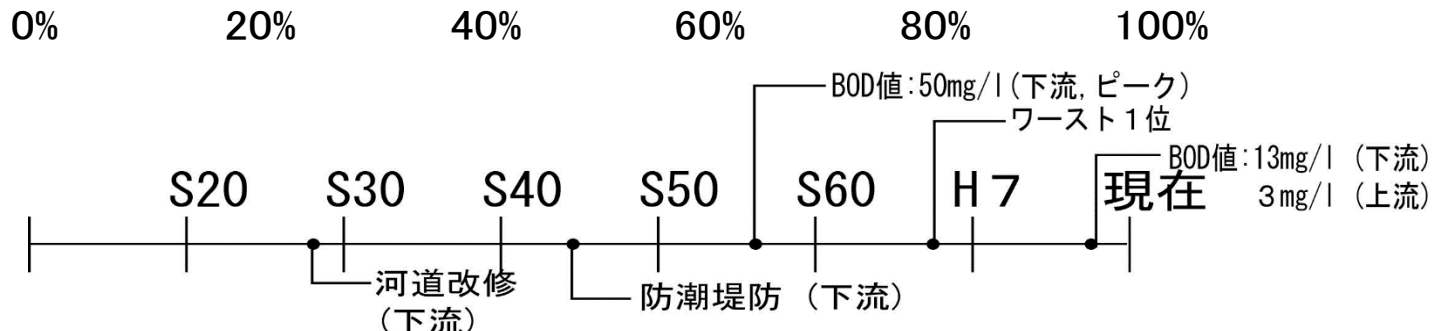 0% 20% 40% 60% 80% 100%
BOD値:50mg/l(下流,ピーク)
ワースト１位
BOD値:13mg/l (下流)
３mg/l (上流)
S20 S30 S40 S50 S60 H７ 現在
河道改修
(下流)
防潮堤防 (下流)